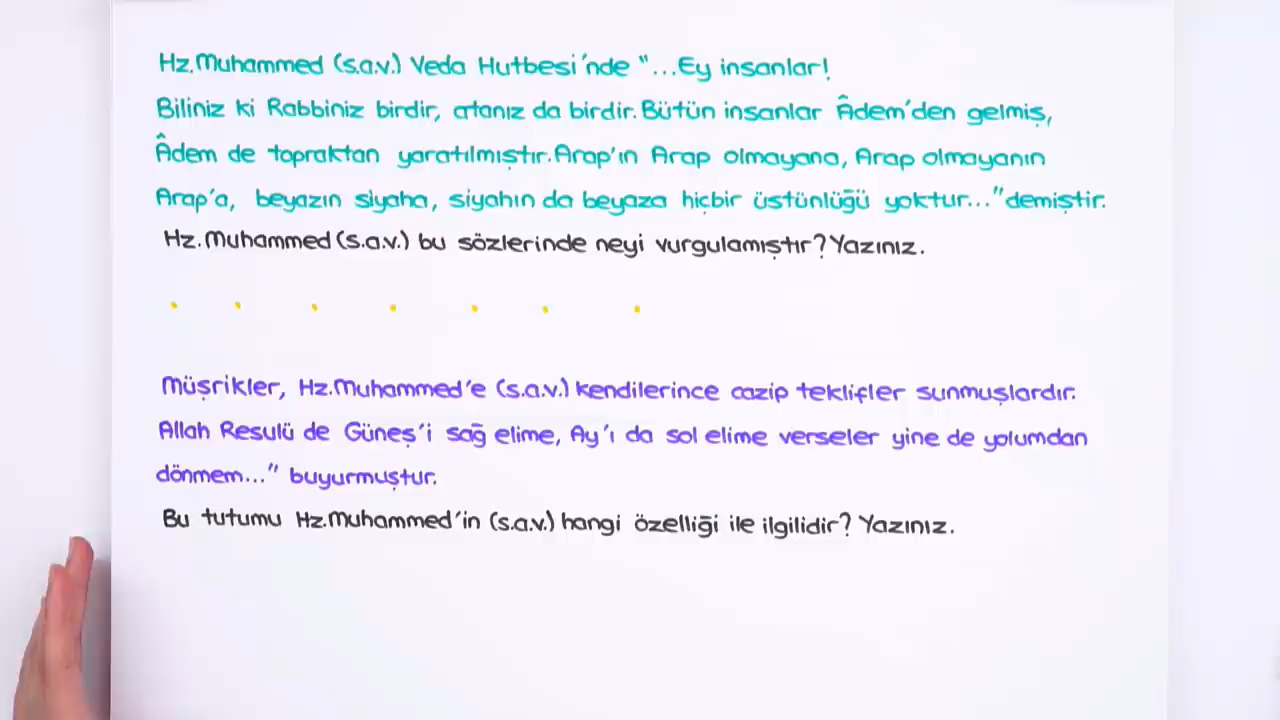 Hz.Muhammed (s.a.v.) Veda Hutbesi'nde "...Ey insanlar!
Biliniz ki Rabbiniz birdir, atanız da birdir. Bütün insanlar Âdem'den gelmiş,
Âdem de topraktan yaratılmıştır. Arap'ın Arap olmayana, Arap olmayanın
Arap'a, beyazın siyaha, siyahın da beyaza hiçbir üstünlüğü yoktur..." demiştir.
Hz. Muhammed (s.a.v.) bu sözlerinde neyi vurgulamıştır? Yazınız.
Müşrikler, Hz.Muhammed'e (s.a.v.) kendilerince cazip teklifler sunmuşlardır.
Allah Resulü de Güneş'i sağ elime, Ay'ı da sol elime verseler yine de yolumdan
dönmem..." buyurmuştur.
Bu tutumu Hz.Muhammed'in (s.a.v.) hangi özelliği ile ilgilidir? Yazınız.